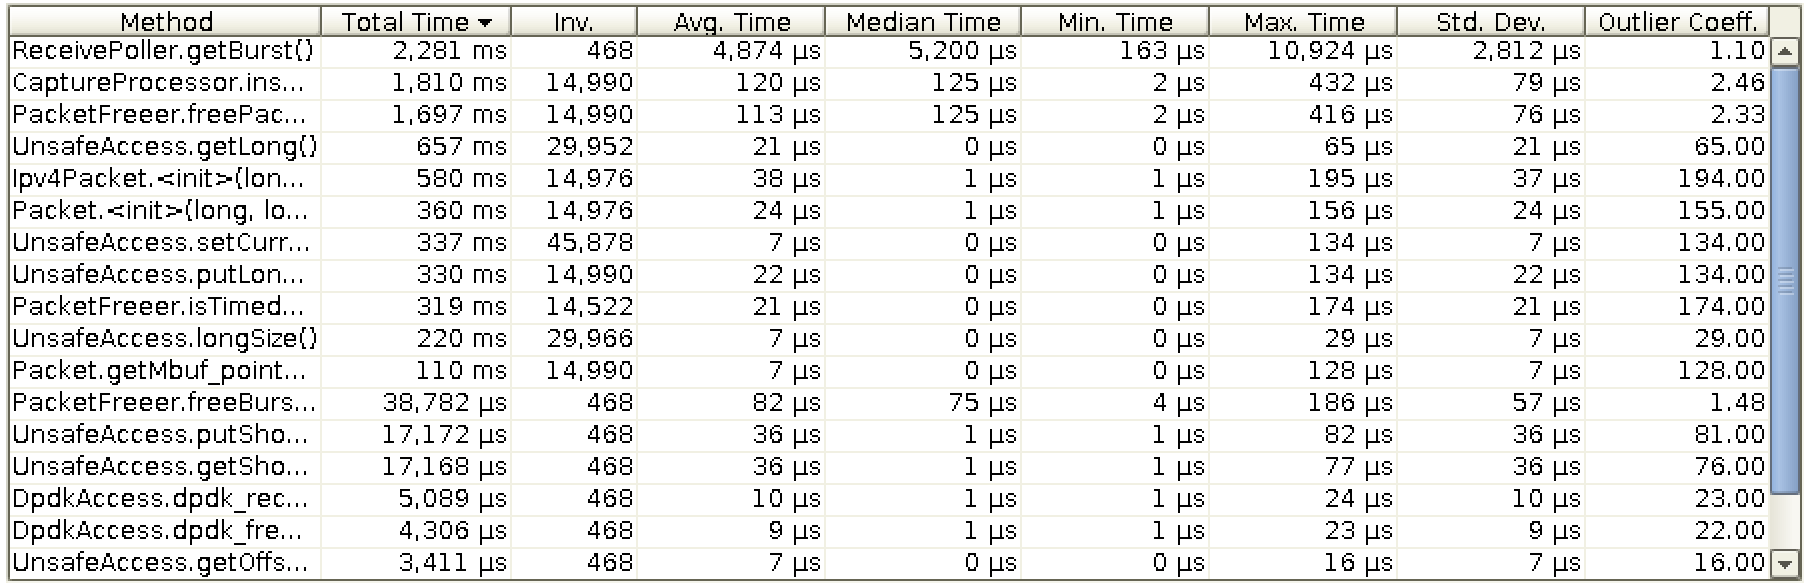 Method Total Time Inv. Avg. Time Median Time Min. Time Max. Time Std. Dev. Outlier Coeff.
ReceivePoller.getBurst() 2,281 ms 468 4,874 µs 5,200 µs 163 µs 10,924 µs 2,812 µs 1.10
CaptureProcessor.ins... 1,810 ms 14,990 120 µs 125 µs 2 µs 432 µs 79 µs 2.46
PacketFreeer.freePac... 1,697 ms 14,990 113 µs 125 µs 2 µs 416 µs 76 µs 2.33
UnsafeAccess.getLong() 657 ms 29,952 21 µs 0 µs 0 µs 65 µs 21 µs 65.00
Ipv4Packet.<init>(lon... 580 ms 14,976 38 µs 1 µs 1 µs 195 µs 37 µs 194.00
Packet.<init>(long, lo... 360 ms 14,976 24 µs 1 µs 1 µs 156 µs 24 µs 155.00
UnsafeAccess.setCurr... 337 ms 45,878 7 µs 0 µs 0 µs 134 µs 7 µs 134.00
UnsafeAccess.putLon... 330 ms 14,990 22 µs 0 µs 0 µs 134 µs 22 µs 134.00
PacketFreeer.isTimed... 319 ms 14,522 21 µs 0 µs 0 µs 174 µs 21 µs 174.00
UnsafeAccess.longSize() 220 ms 29,966 7 µs 0 µs 0 µs 29 µs 7 µs 29.00
Packet.getMbuf_point... 110 ms 14,990 7 µs 0 µs 0 µs 128 µs 7 µs 128.00
PacketFreeer.freeBurs... 38,782 µs 468 82 µs 75 µs 4 µs 186 µs 57 µs 1.48
UnsafeAccess.putSho... 17,172 µs 468 36 µs 1 µs 1 µs 82 µs 36 µs 81.00
UnsafeAccess.getSho... 17,168 µs 468 36 µs 1 µs 1 µs 77 µs 36 µs 76.00
DpdkAccess.dpdk_rec... 5,089 µs 468 10 µs 1 µs 1 µs 24 µs 10 µs 23.00
DpdkAccess.dpdk_fre... 4,306 µs 468 9 µs 1 µs 1 µs 23 µs 9 µs 22.00
UnsafeAccess.getOffs... 3,411 µs 468 7 µs 0 µs 0 µs 16 µs 7 µs 16.00